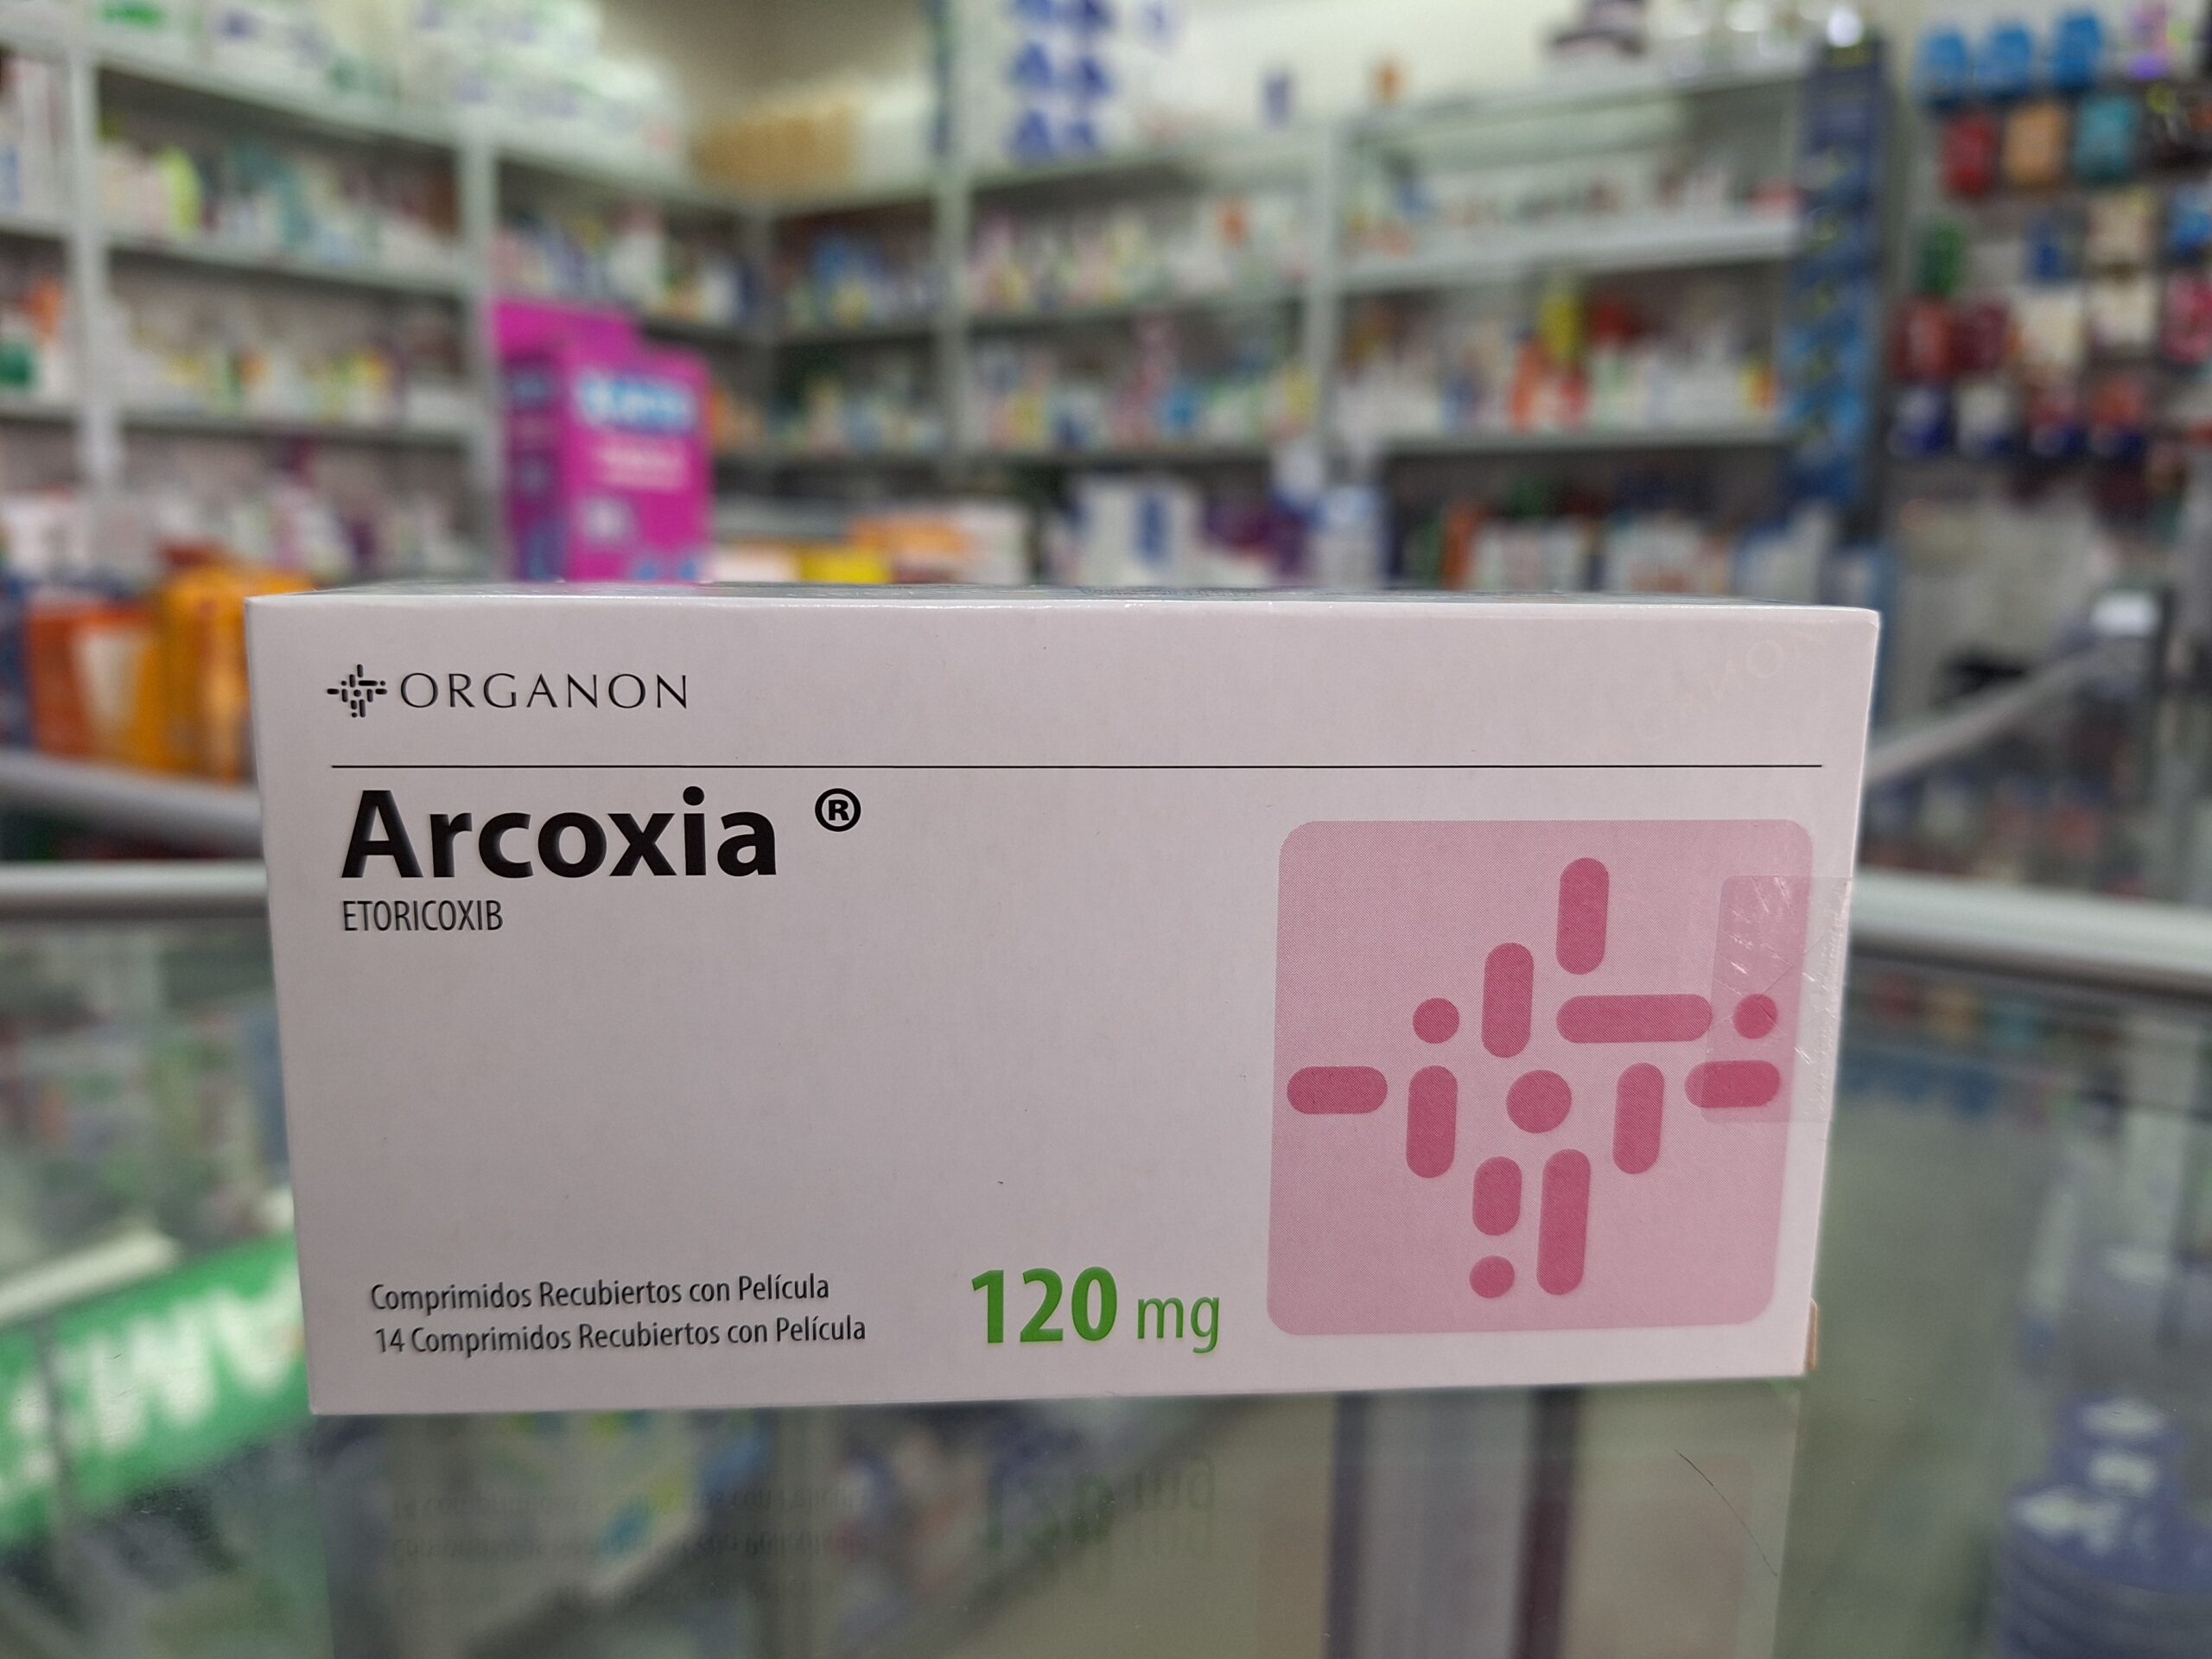 ORGANON
Arcoxia ®
ETORICOXIB
Comprimidos Recubiertos con Película
14 Comprimidos Recubiertos con Película
120 mg